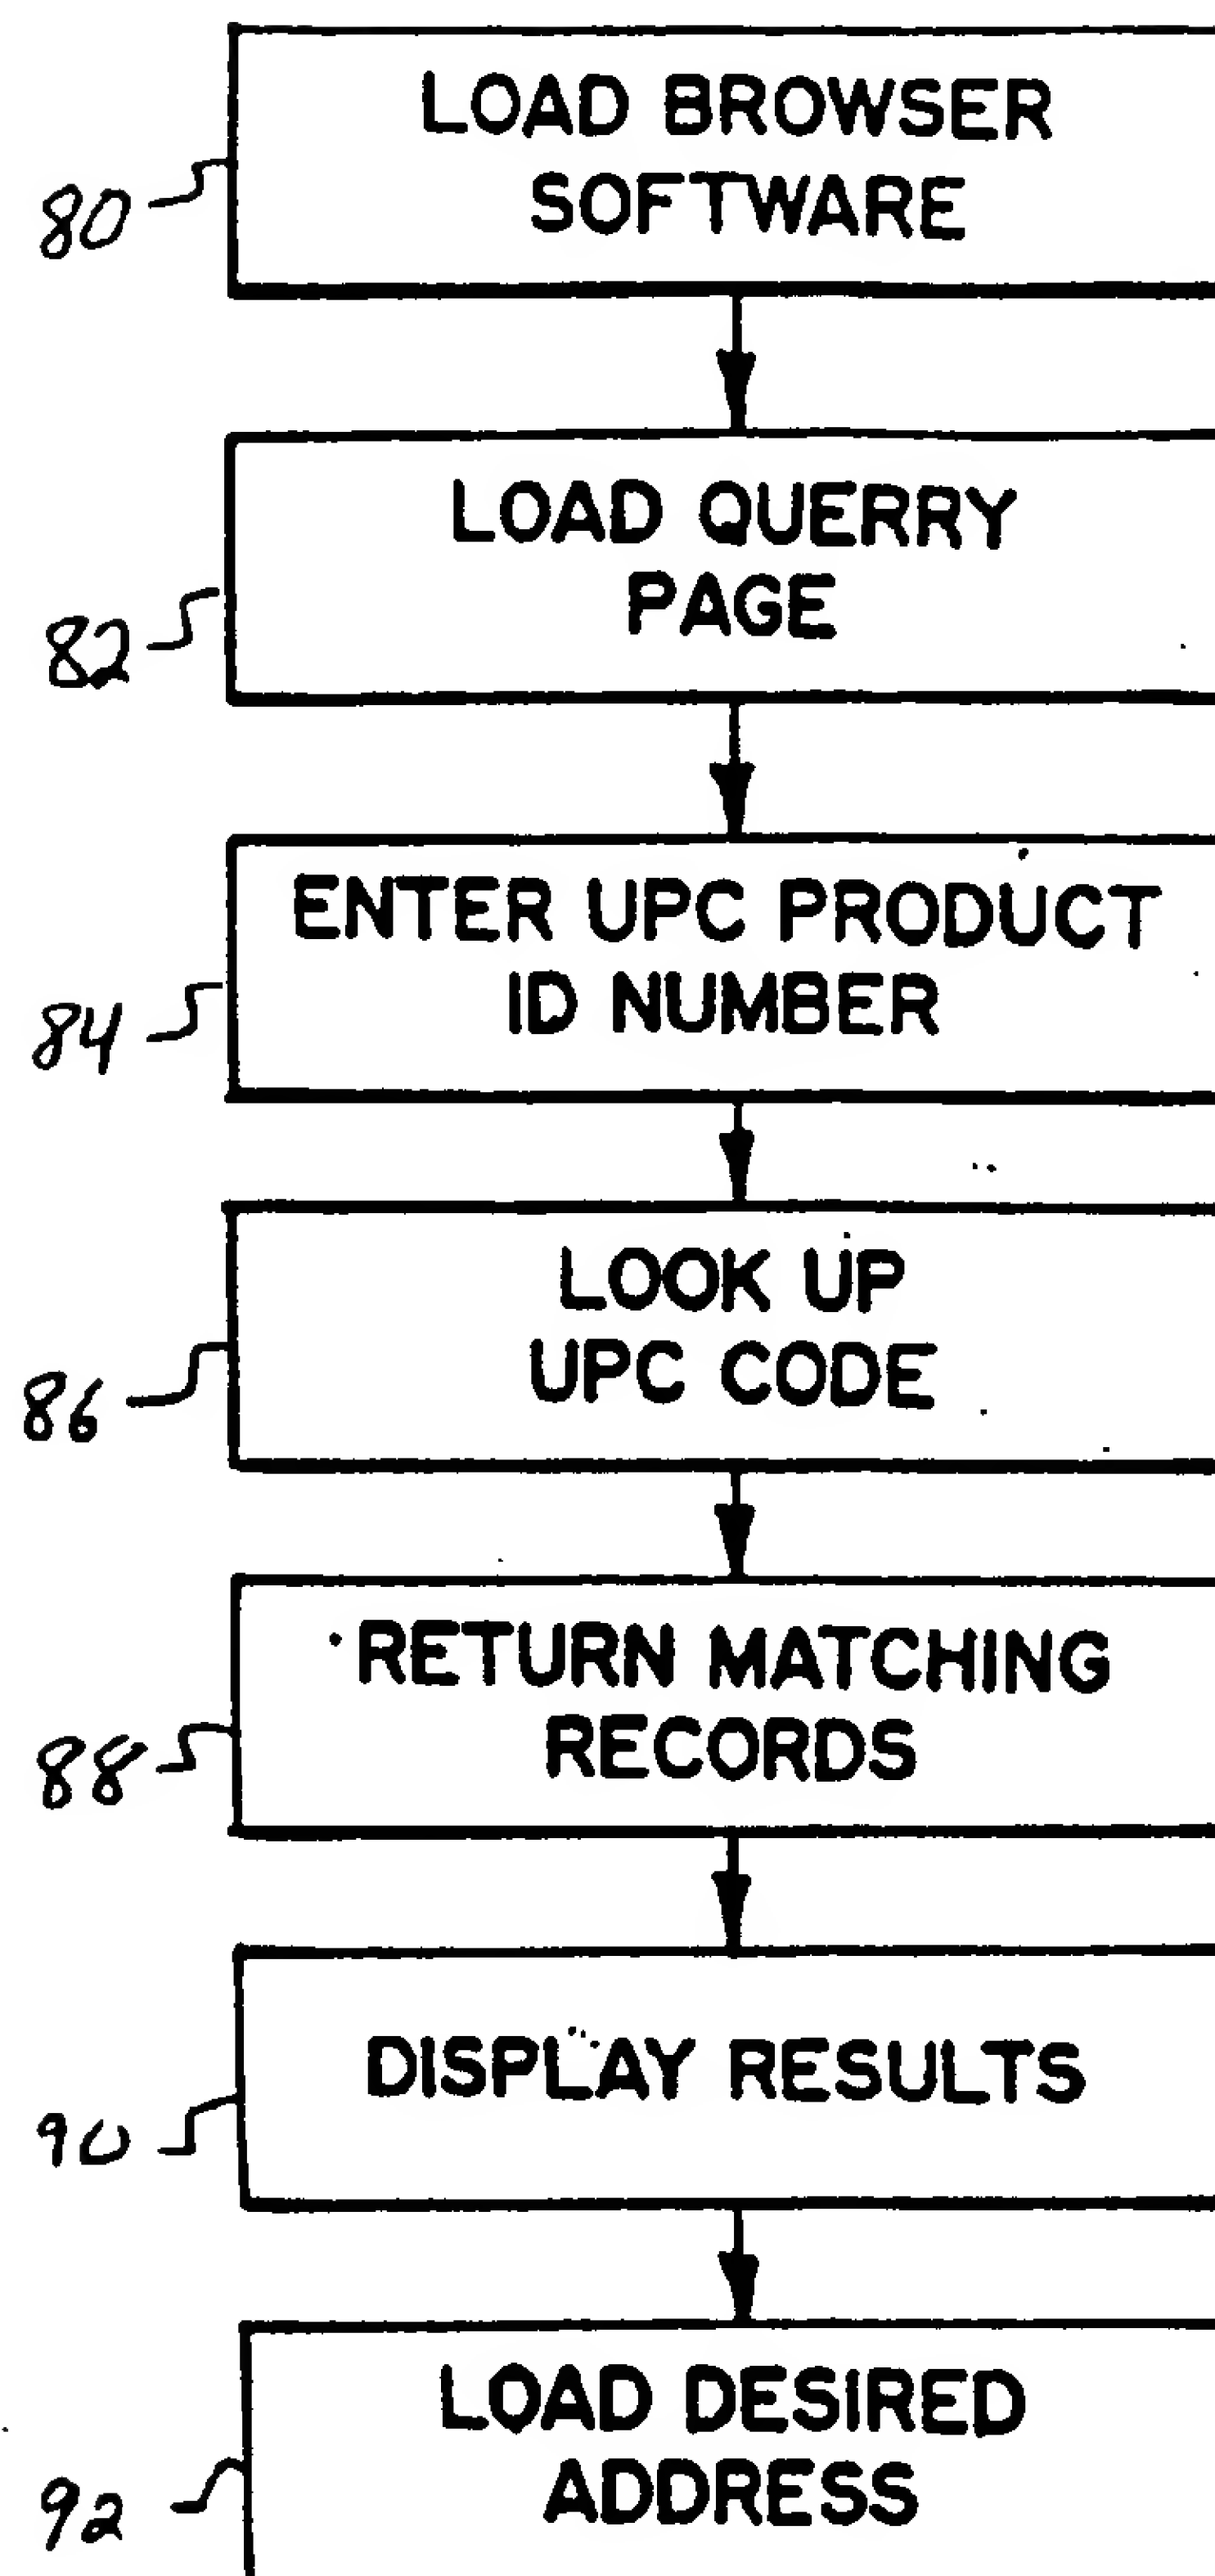 LOAD BROWSER
SOFTWARE
80
LOAD QUERRY
PAGE
82
ENTER UPC PRODUCT
ID NUMBER
84
LOOK UP
UPC CODE
86
RETURN MATCHING
RECORDS
88
DISPLAY RESULTS
90
LOAD DESIRED
ADDRESS
92